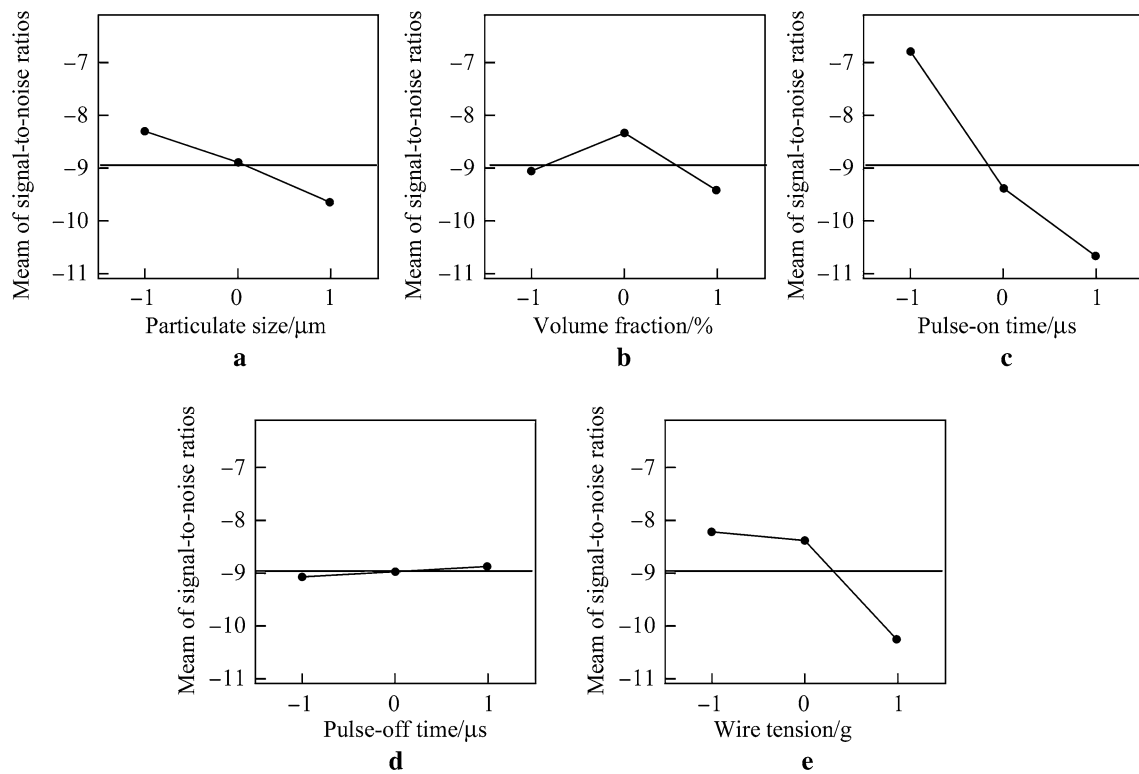 Meam of signal-to-noise ratios
−7
−8
−9
−10
−11
−1 0 1
Particulate size/μm
a
Meam of signal-to-noise ratios
−7
−8
−9
−10
−11
−1 0 1
Volume fraction/%
b
Meam of signal-to-noise ratios
−7
−8
−9
−10
−11
−1 0 1
Pulse-on time/μs
c
Meam of signal-to-noise ratios
−7
−8
−9
−10
−11
−1 0 1
Pulse-off time/μs
d
Meam of signal-to-noise ratios
−7
−8
−9
−10
−11
−1 0 1
Wire tension/g
e